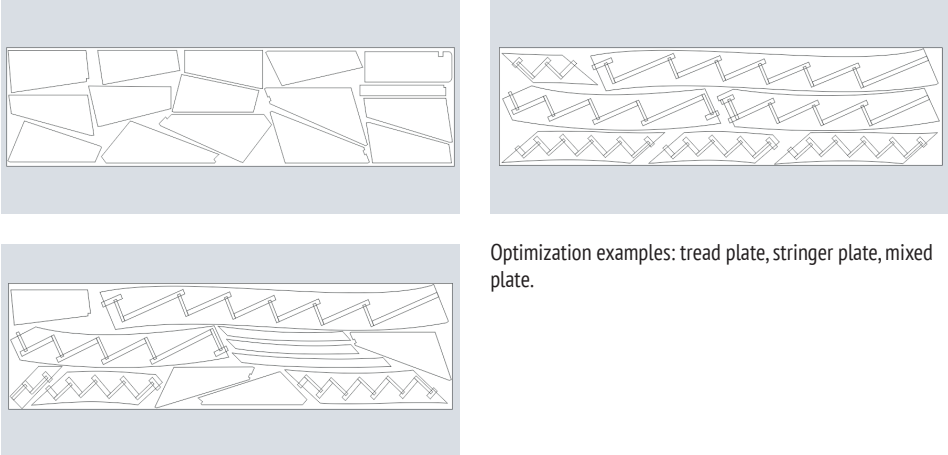 Optimization examples: tread plate, stringer plate, mixed
plate.